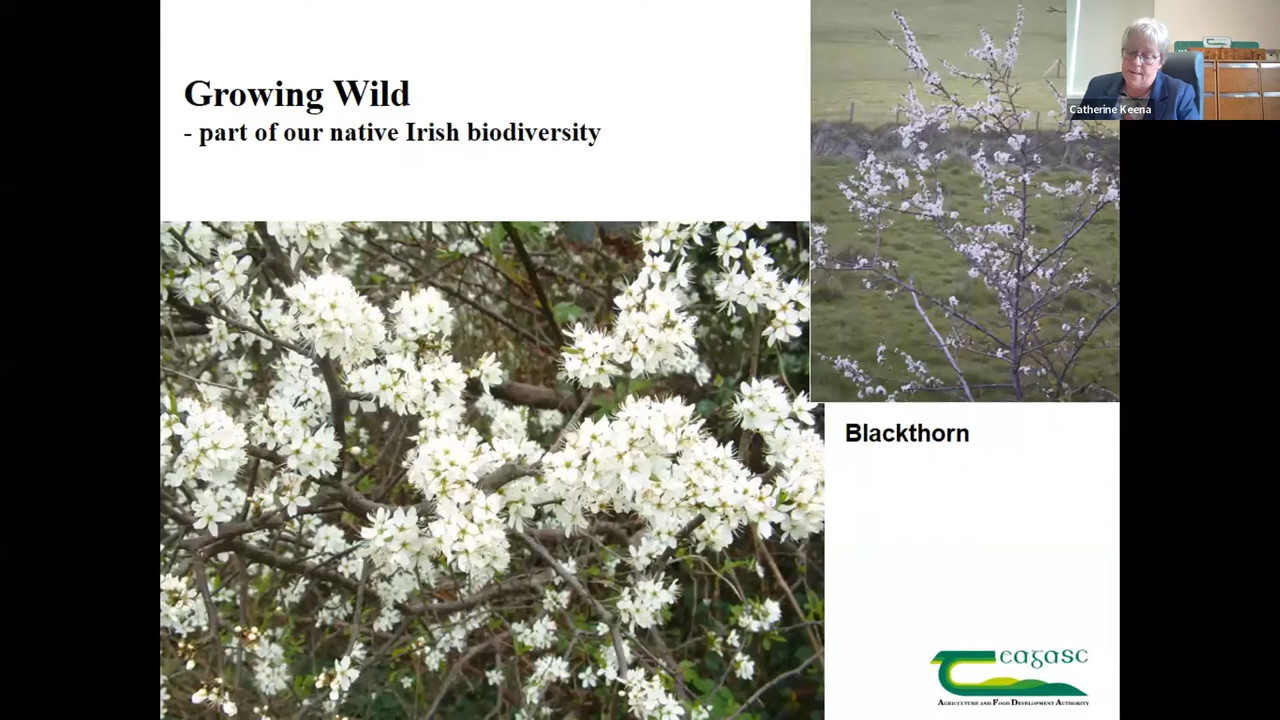 Growing Wild
- part of our native Irish biodiversity
Catherine Keena
Blackthorn
Teagasc
AGRICULTURE AND FOOD DEVELOPMENT AUTHORITY